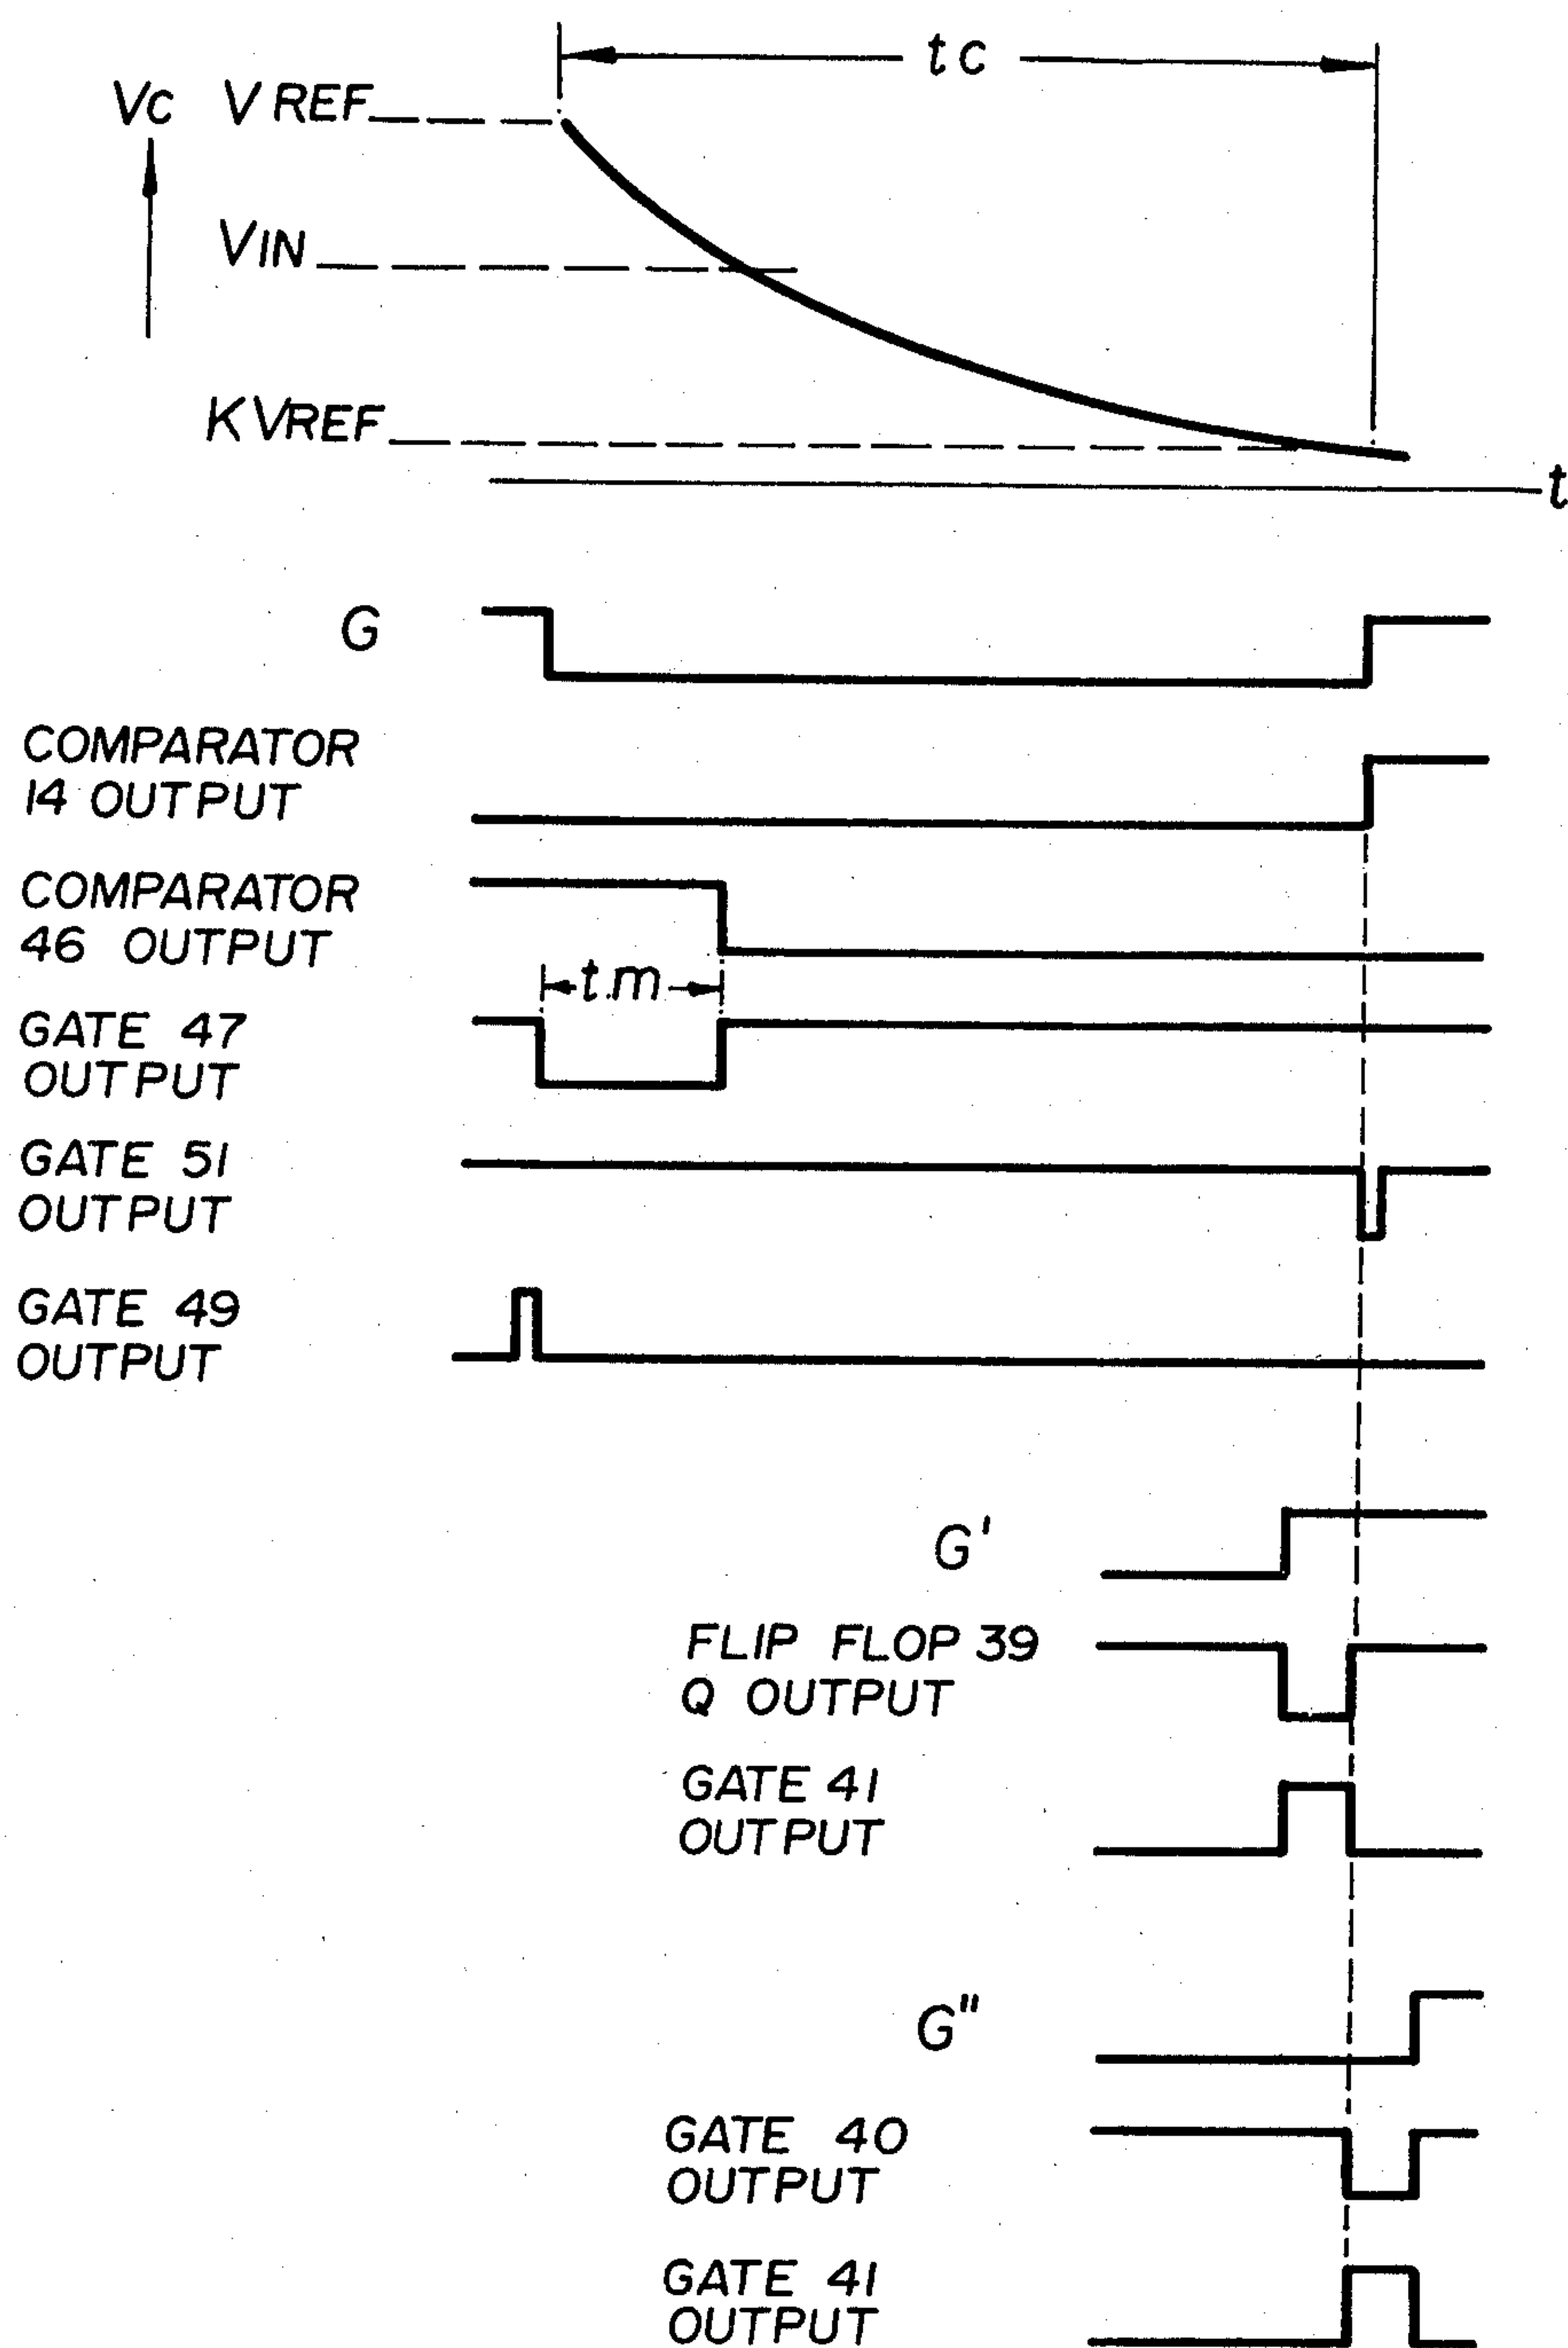 tc
Vc VREF
VIN
KVREF
t
G
COMPARATOR
14 OUTPUT
COMPARATOR
46 OUTPUT
t.m
GATE 47
OUTPUT
GATE 51
OUTPUT
GATE 49
OUTPUT
G'
FLIP FLOP 39
Q OUTPUT
GATE 41
OUTPUT
G"
GATE 40
OUTPUT
GATE 41
OUTPUT